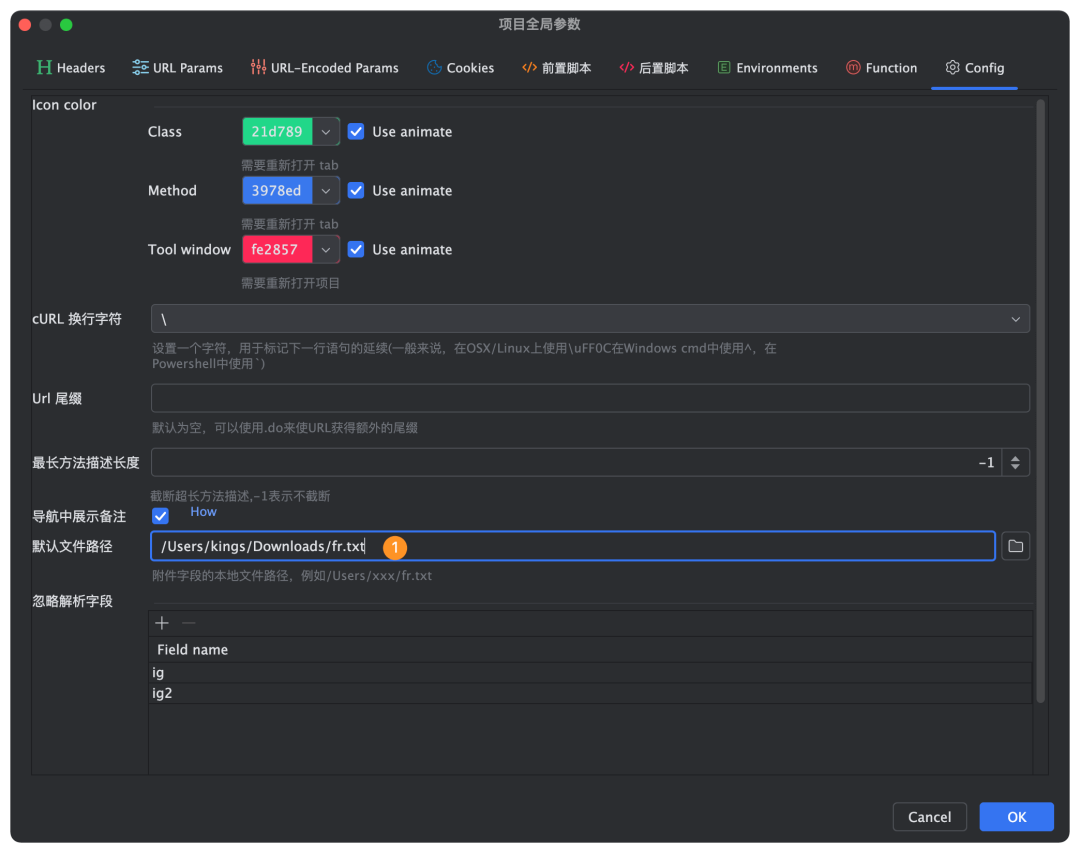 项目全局参数
H Headers URL Params URL-Encoded Params Cookies </> 前置脚本 </> 后置脚本 E Environments m Function Config
Icon color
Class 21d789 Use animate
需要重新打开 tab
Method 3978ed Use animate
需要重新打开 tab
Tool window fe2857 Use animate
需要重新打开项目
cURL 换行字符 \
设置一个字符，用于标记下一行语句的延续(一般来说，在OSX/Linux上使用\uFF0C在Windows cmd中使用^，在
Powershell中使用`)
Url 尾缀
默认为空，可以使用.do来使URL获得额外的尾缀
最长方法描述长度 -1
截断超长方法描述,-1表示不截断
导航中展示备注 How
默认文件路径 /Users/kings/Downloads/fr.txt 1
附件字段的本地文件路径，例如/Users/xxx/fr.txt
忽略解析字段
Field name
ig
ig2
Cancel OK